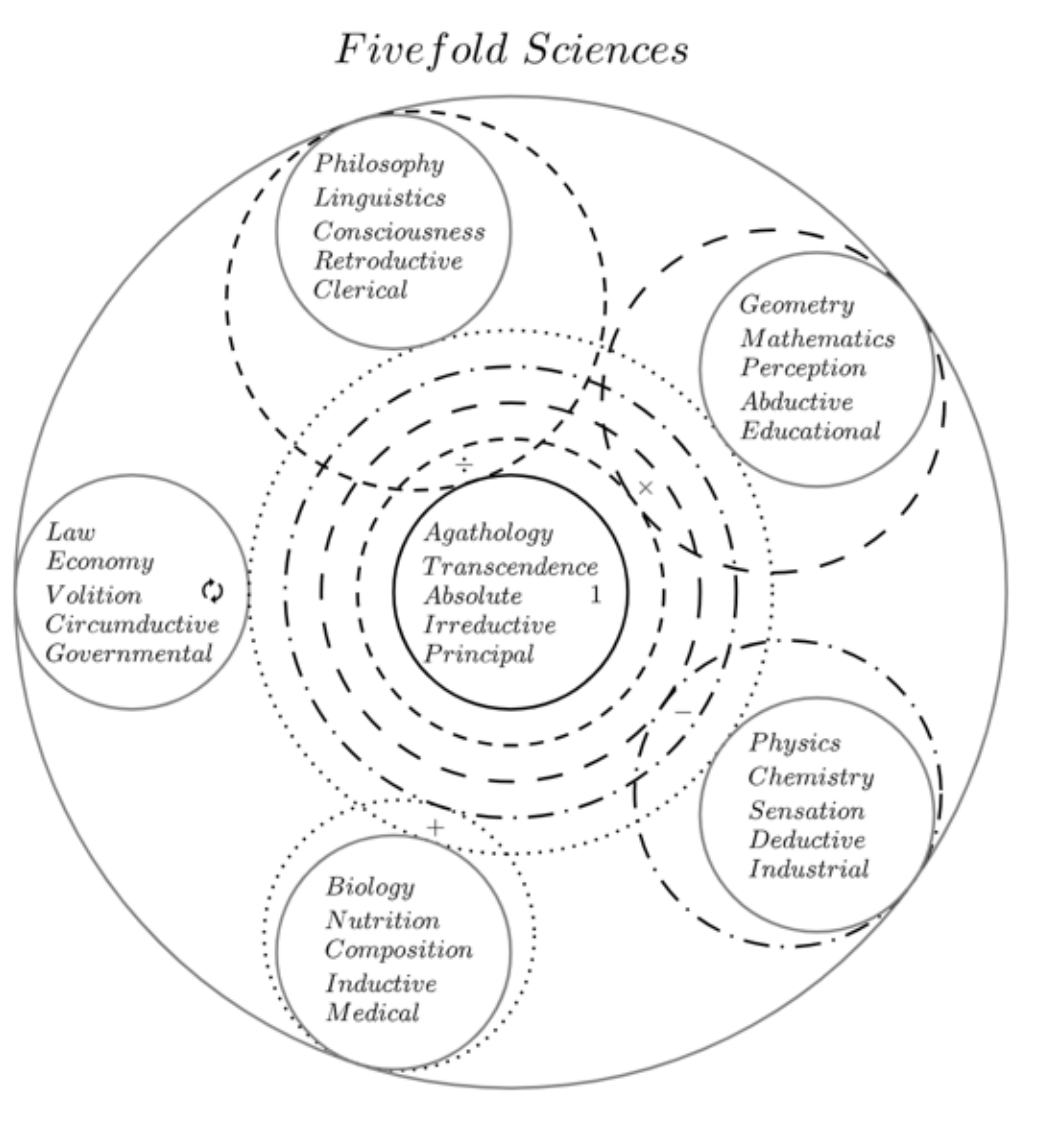 Fivefold Sciences
Philosophy
Linguistics
Consciousness
Retroductive
Clerical
Geometry
Mathematics
Perception
Abductive
Educational
÷
×
Law
Economy
Volition
Circumductive
Governmental
Agathology
Transcendence
Absolute 1
Irreductive
Principal
−
Physics
Chemistry
Sensation
Deductive
Industrial
+
Biology
Nutrition
Composition
Inductive
Medical